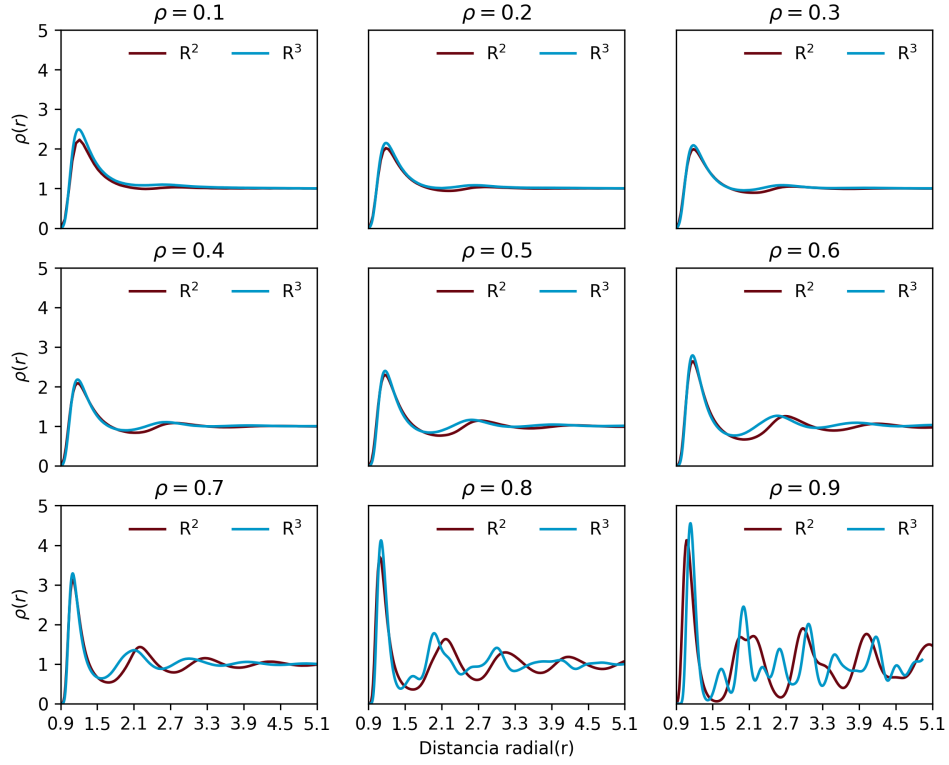 ρ = 0.1 ρ = 0.2 ρ = 0.3
5 R² R³ R² R³ R² R³
4
3
ρ(r)
2
1
0
ρ = 0.4 ρ = 0.5 ρ = 0.6
5 R² R³ R² R³ R² R³
4
3
ρ(r)
2
1
0
ρ = 0.7 ρ = 0.8 ρ = 0.9
5 R² R³ R² R³ R² R³
4
3
ρ(r)
2
1
0
0.9 1.5 2.1 2.7 3.3 3.9 4.5 5.1 0.9 1.5 2.1 2.7 3.3 3.9 4.5 5.1 0.9 1.5 2.1 2.7 3.3 3.9 4.5 5.1
Distancia radial(r)